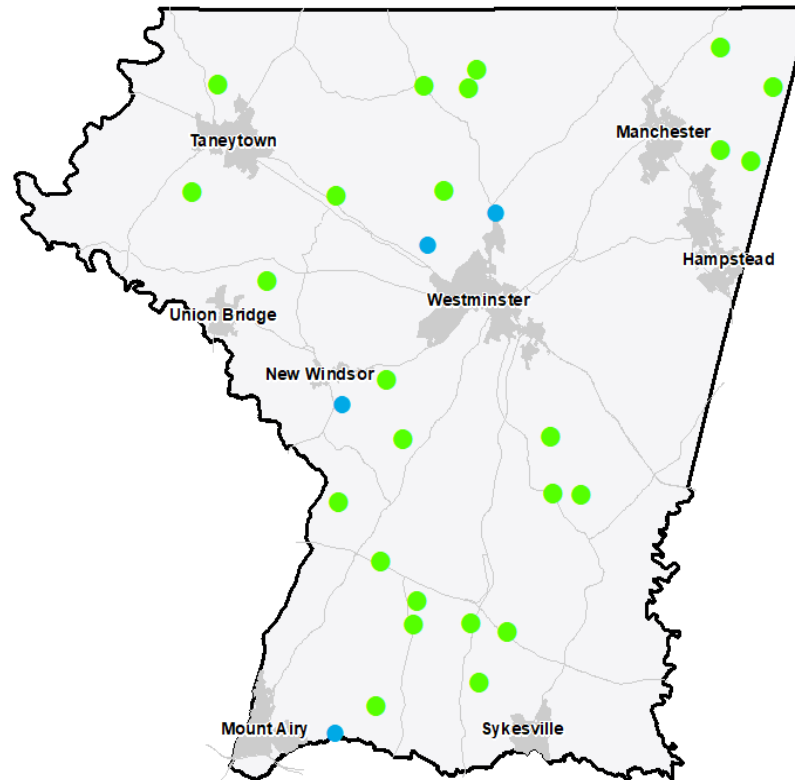 Manchester
Taneytown
Hampstead
Westminster
Union Bridge
New Windsor
Mount Airy
Sykesville